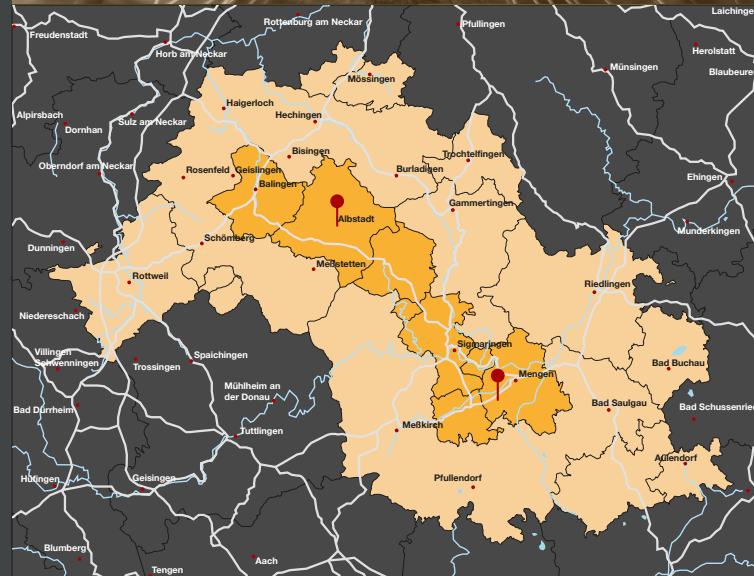 Laichinge
Rottenburg am Neckar
Pfullingen
Freudenstadt
Herolstatt
Horb am Neckar
Münsingen
Blaubeure
Mössingen
Haigerloch
Alpirsbach
Hechingen
Sulz am Neckar
Dornhan
Bisingen
Trochtelfingen
Oberndorf am Neckar
Rosenfeld
Geislingen
Burladigen
Ehingen
Balingen
Gammertingen
Albstadt
Munderkingen
Schömberg
Dunningen
Meßstetten
Rottweil
Riedlingen
Niedereschach
Sigmaringen
Villingen
Schwenningen
Spaichingen
Trossingen
Bad Buchau
Mengen
Mühlheim an
der Donau
Bad Saulgau
Bad Dürrheim
Bad Schussenried
Meßkirch
Tuttlingen
Aulendorf
Hüfingen
Geisingen
Pfullendorf
Blumberg
Aach
Tengen